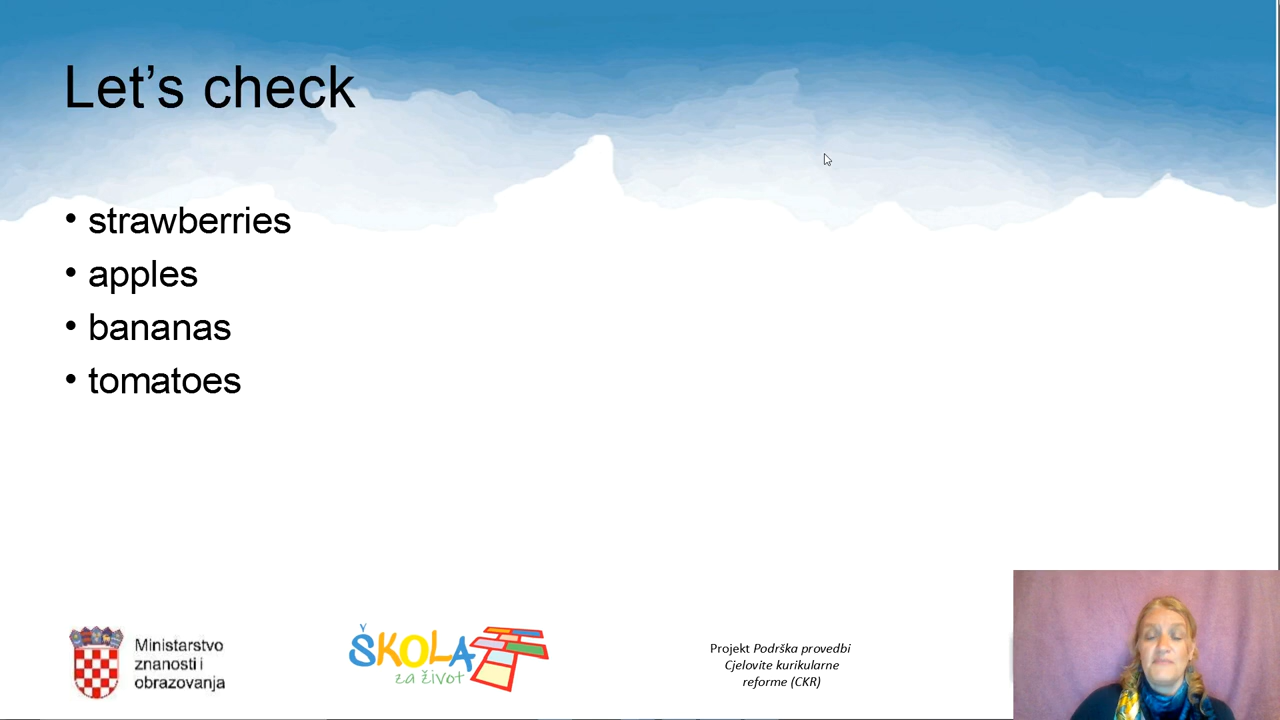 Let’s check
• strawberries
• apples
• bananas
• tomatoes
Ministarstvo
znanosti i
obrazovanja
ŠKOLA
za život
Projekt Podrška provedbi
Cjelovite kurikularne
reforme (CKR)